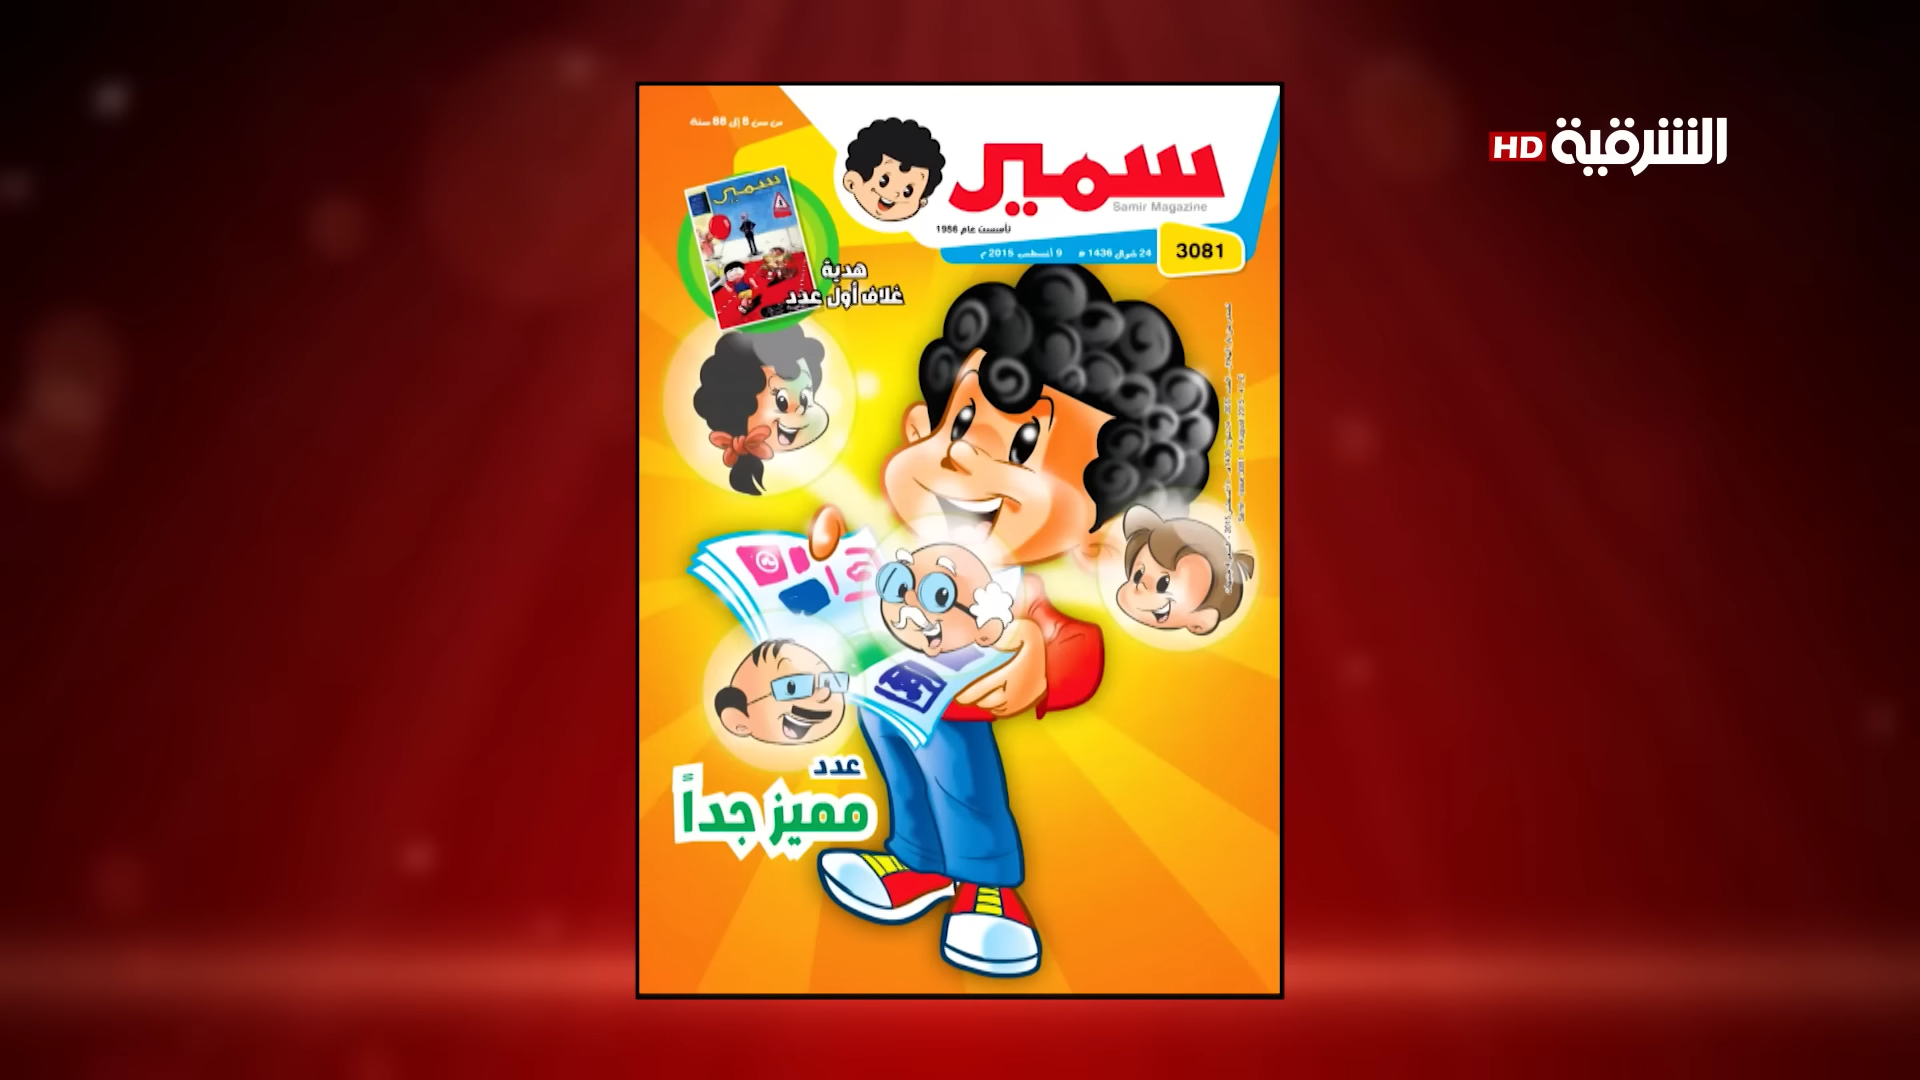 الشرقية HD
من سن 8 إلى 88 سنة
سمير
Samir Magazine
تأسست عام 1956
24 شوال 1436 هـ 9 أغسطس 2015 م
3081
سمير
هدية
غلاف أول عدد
عدد
مميز جداً